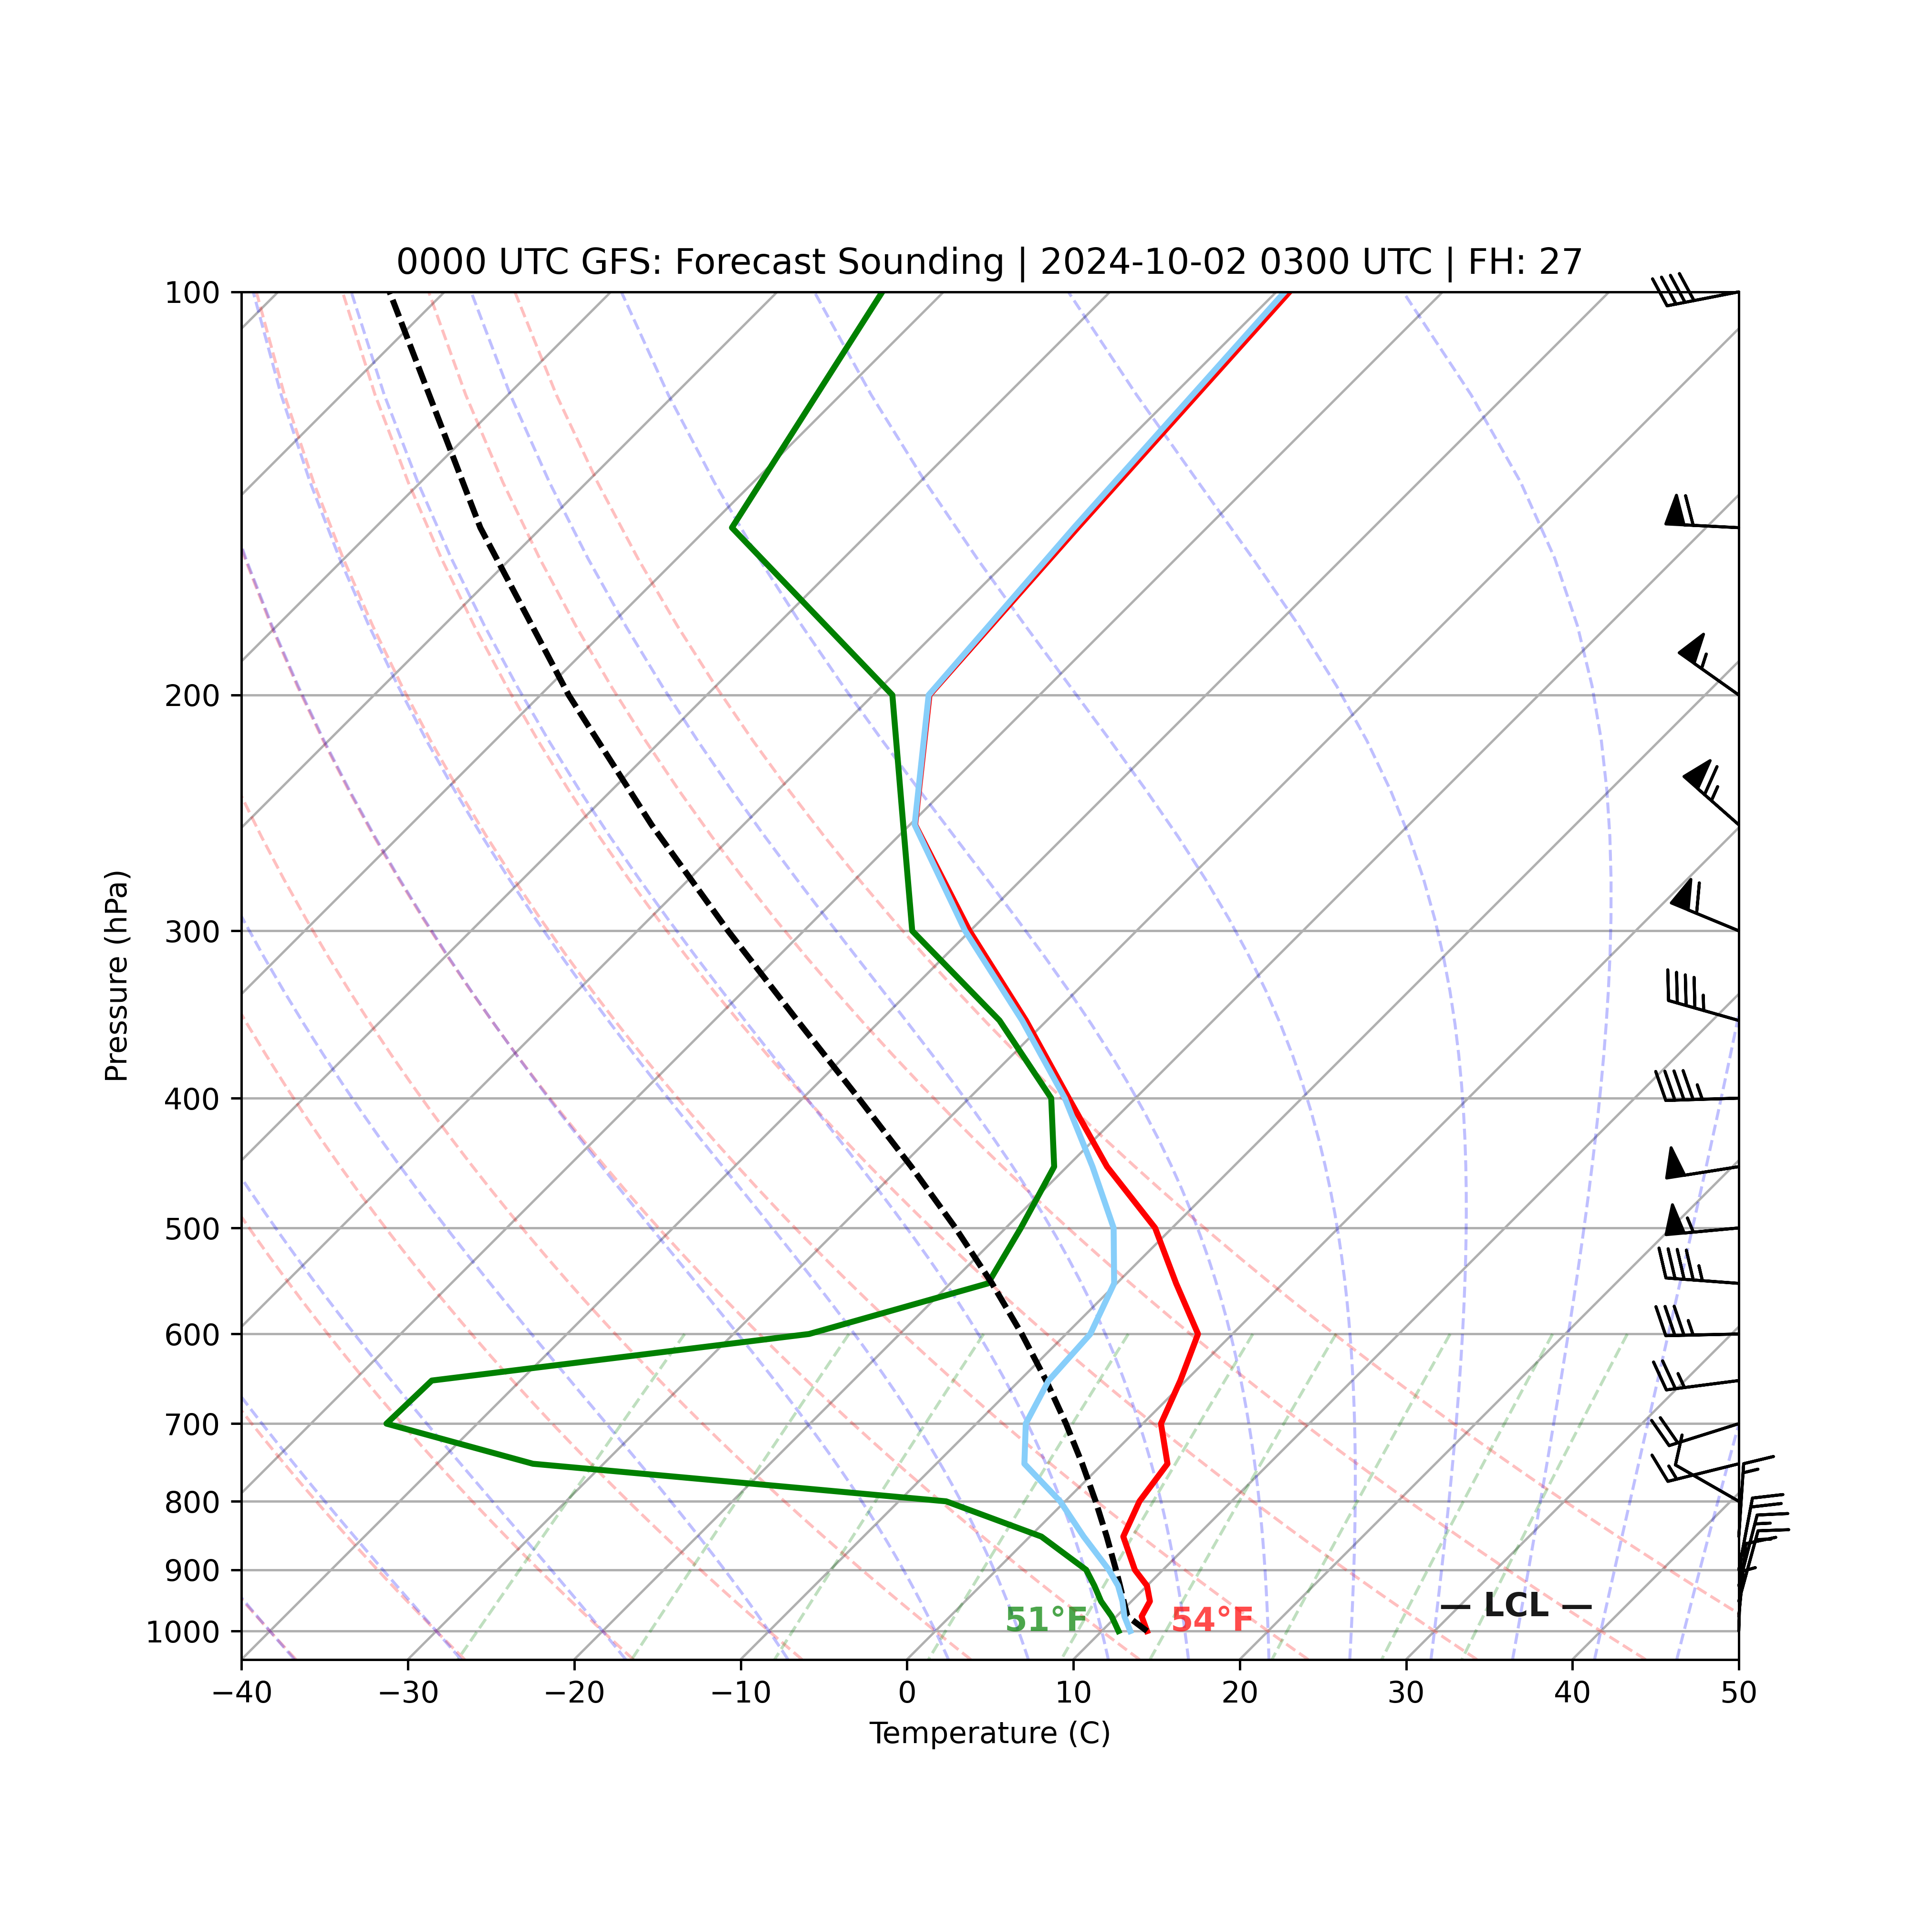 0000 UTC GFS: Forecast Sounding | 2024-10-02 0300 UTC | FH: 27
100
200
300
400
500
600
700
800
900
1000
Pressure (hPa)
51°F
54°F
— LCL —
−40 −30 −20 −10 0 10 20 30 40 50
Temperature (C)